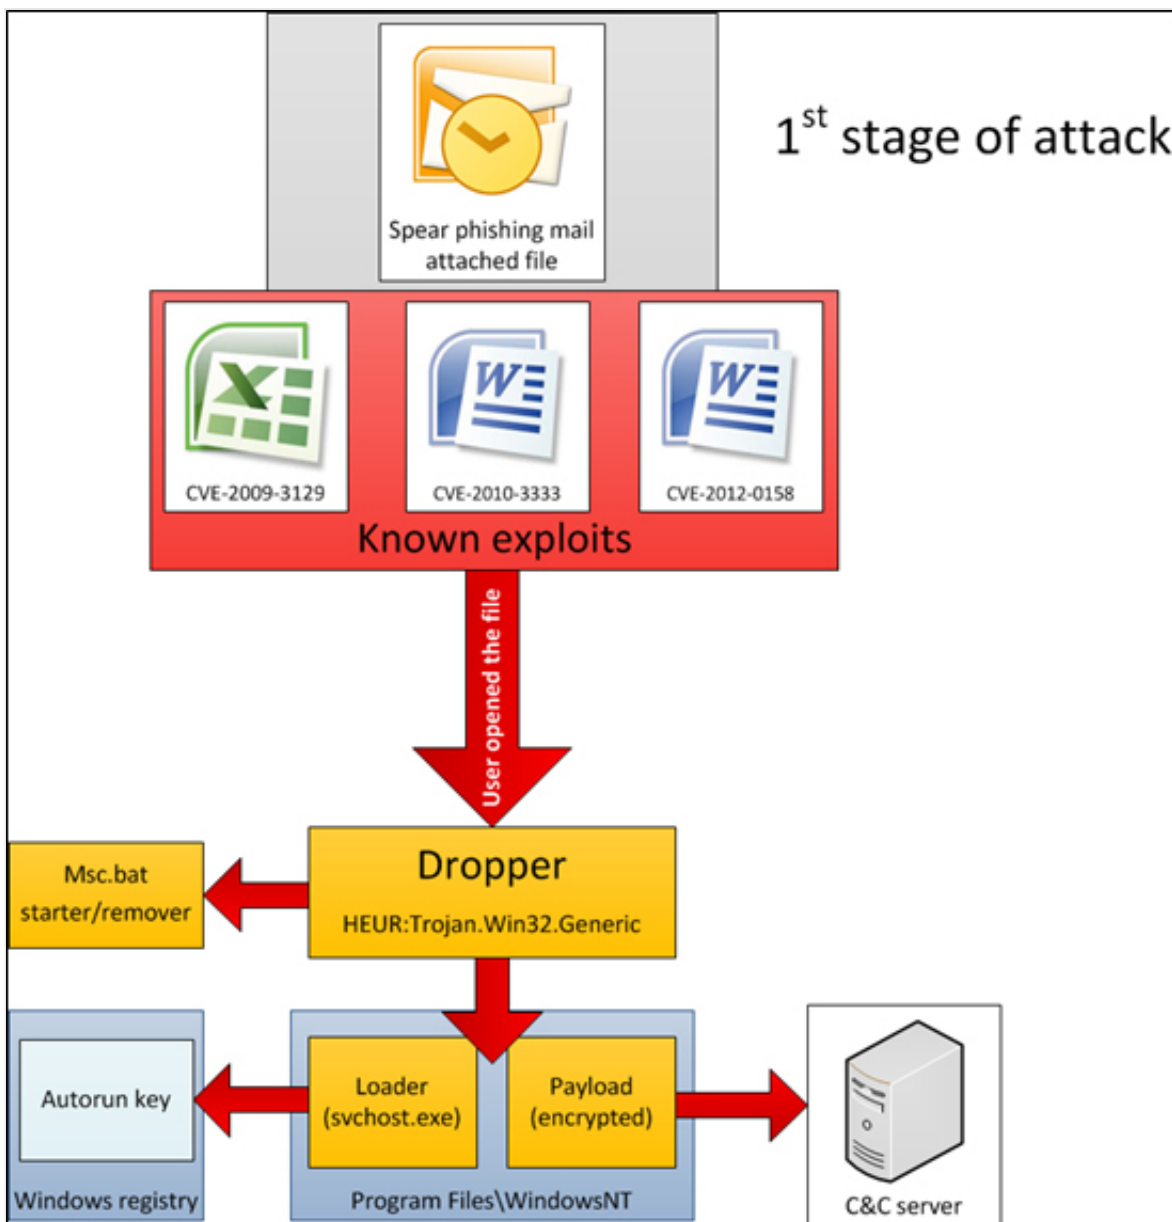 1st stage of attack
Spear phishing mail
attached file
CVE-2009-3129
CVE-2010-3333
CVE-2012-0158
Known exploits
User opened the file
Dropper
HEUR:Trojan.Win32.Generic
Msc.bat
starter/remover
Autorun key
Windows registry
Loader
(svchost.exe)
Payload
(encrypted)
Program Files\WindowsNT
C&C server